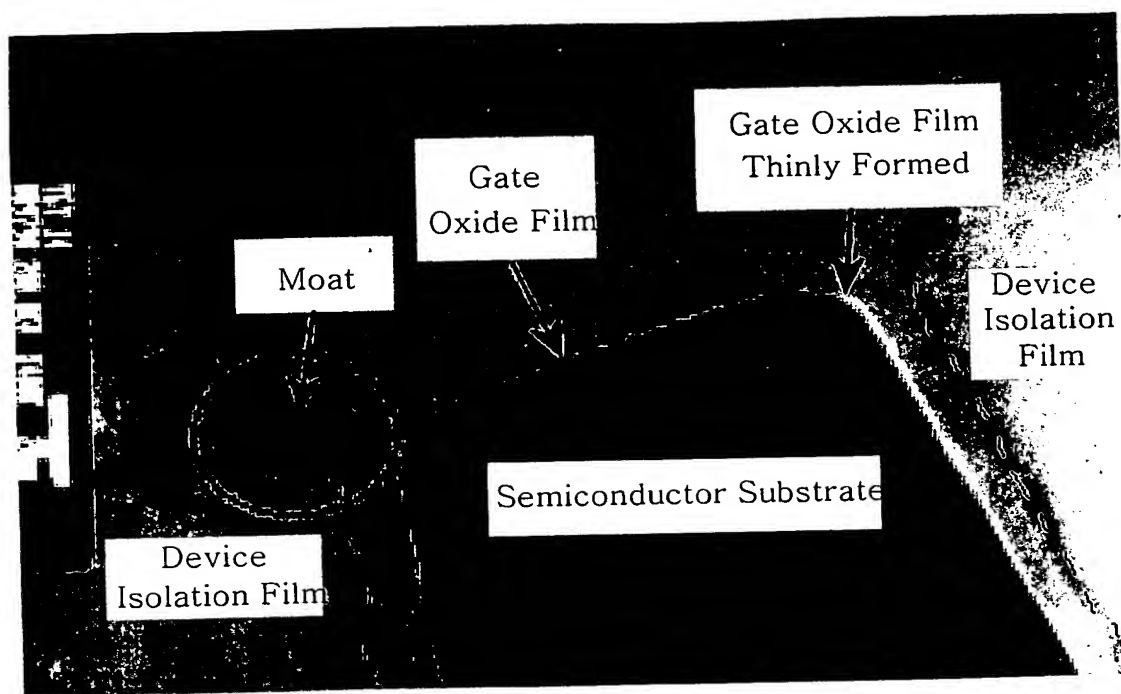 Gate Oxide Film
Thinly Formed
Gate
Oxide Film
Moat
Device
Isolation
Film
Semiconductor Substrate
Device
Isolation Film